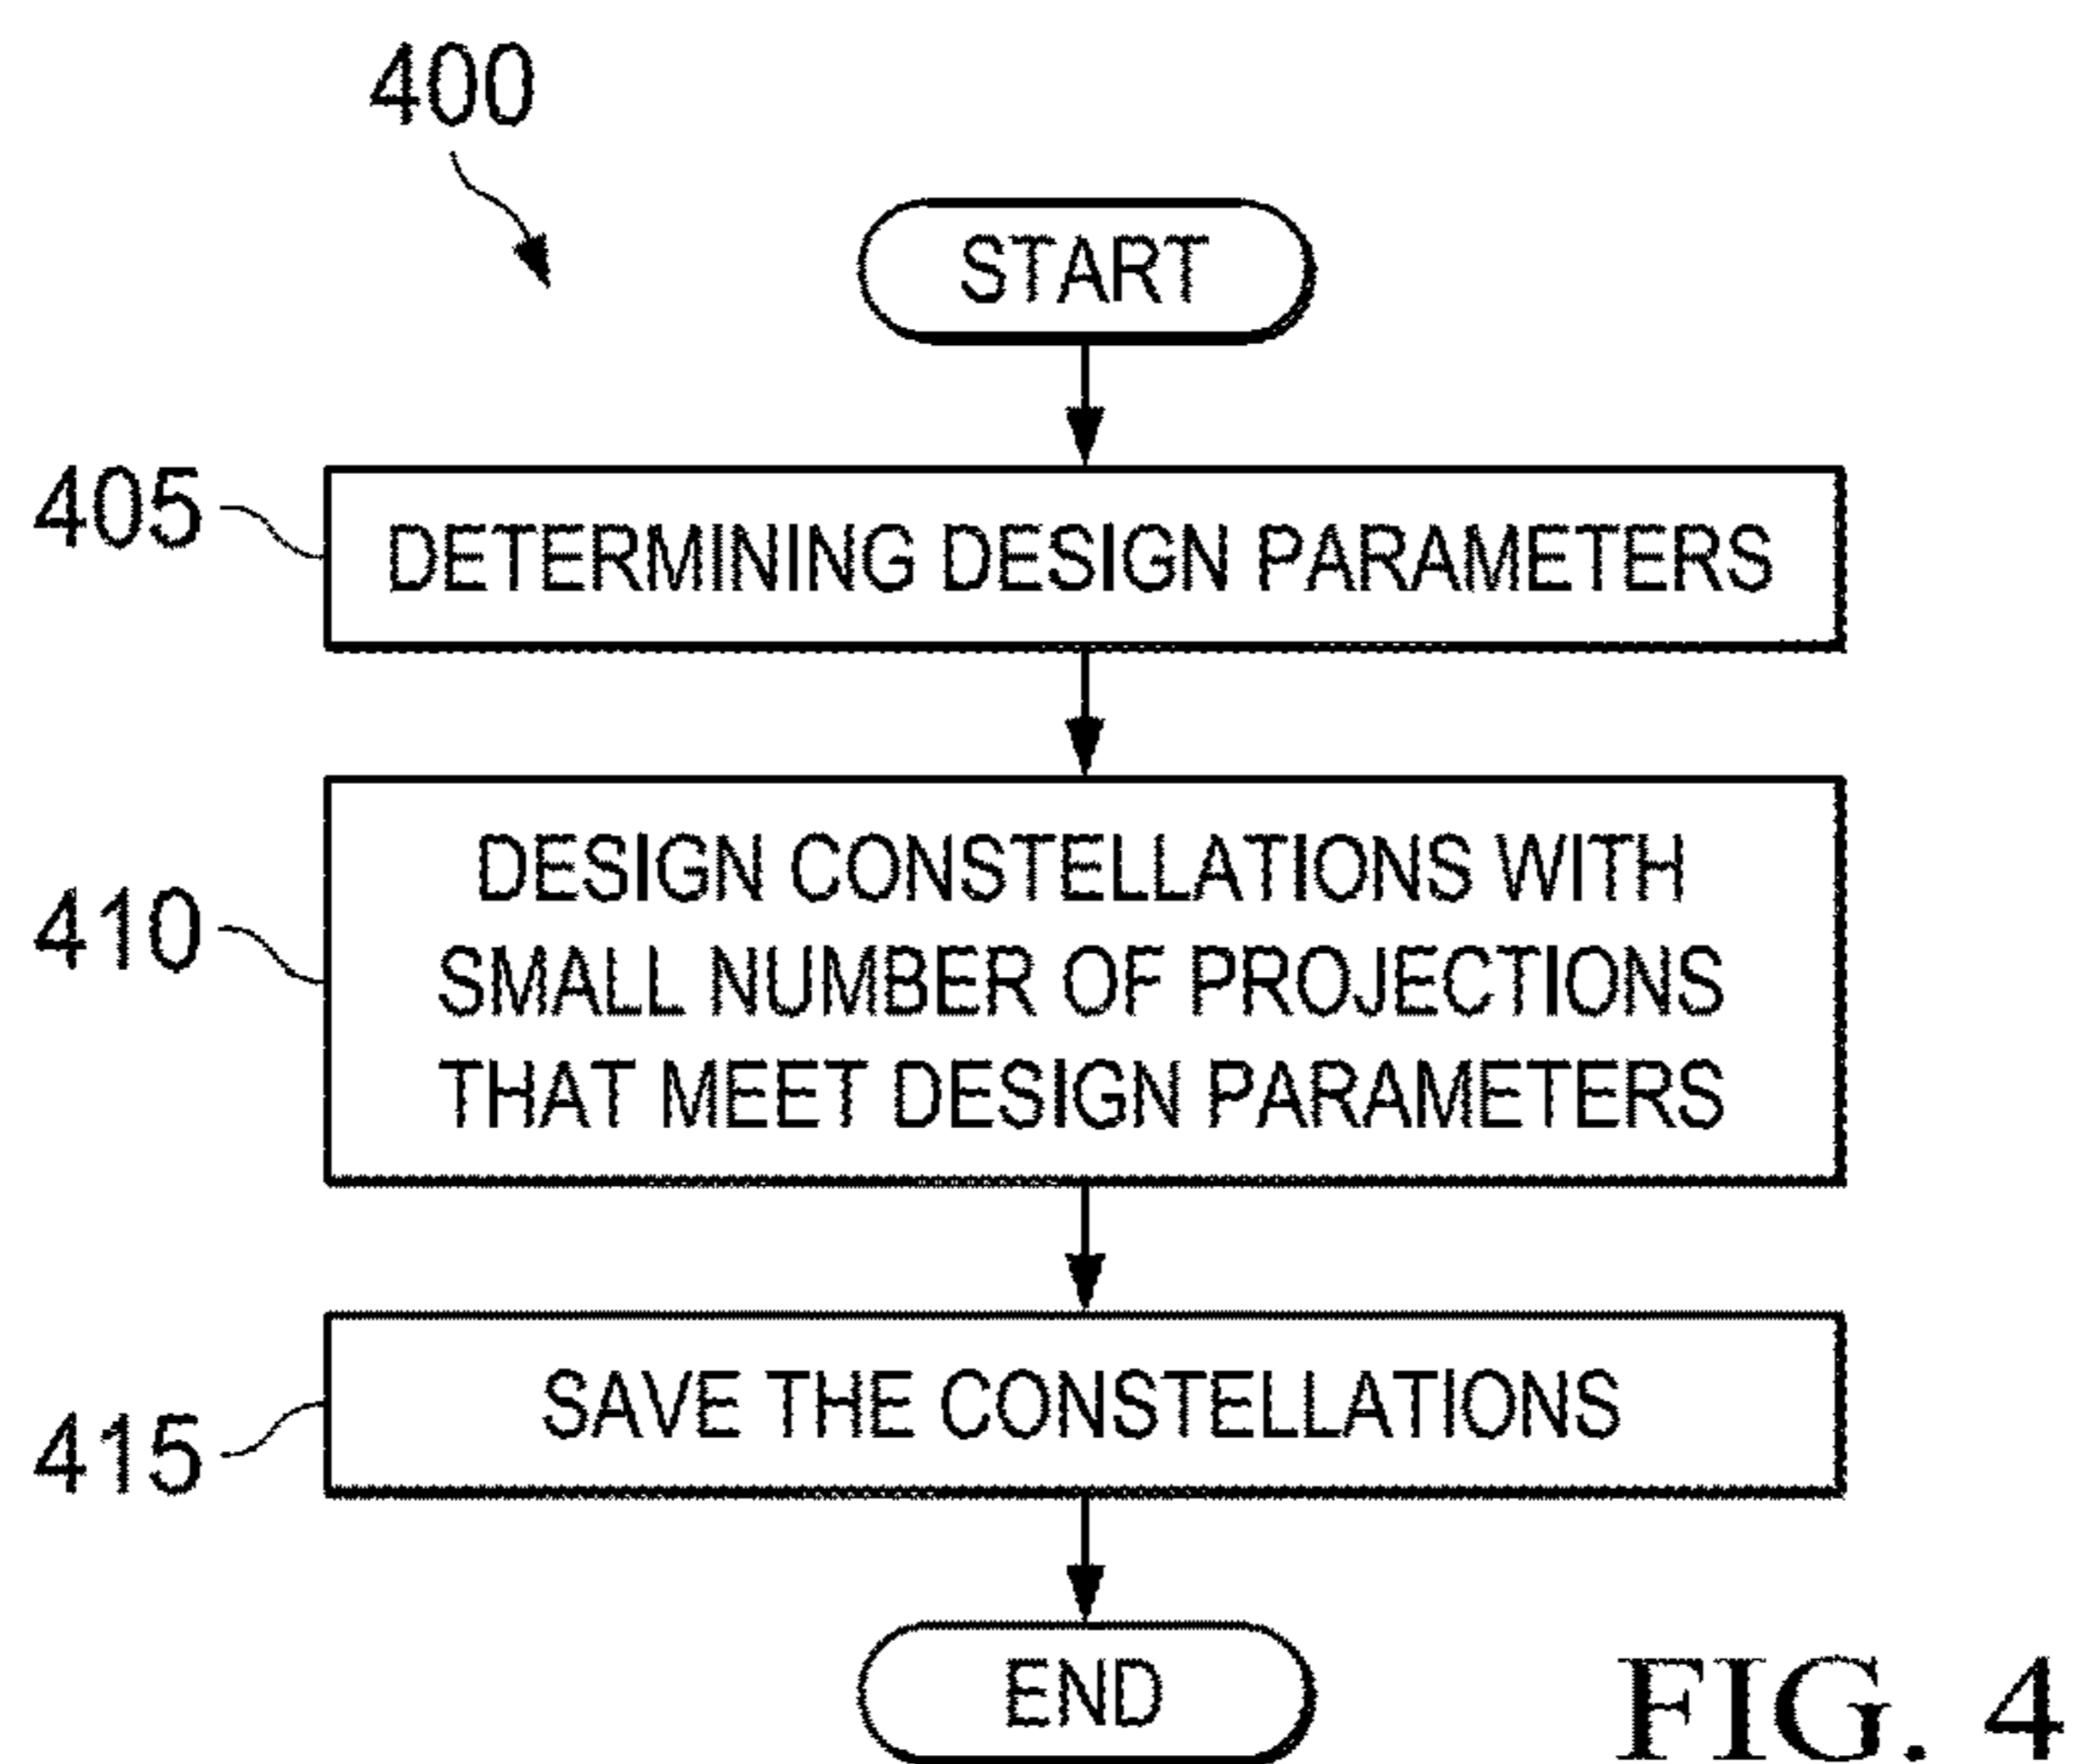 400
START
405
DETERMINING DESIGN PARAMETERS
410
DESIGN CONSTELLATIONS WITH
SMALL NUMBER OF PROJECTIONS
THAT MEET DESIGN PARAMETERS
415
SAVE THE CONSTELLATIONS
END
FIG. 4